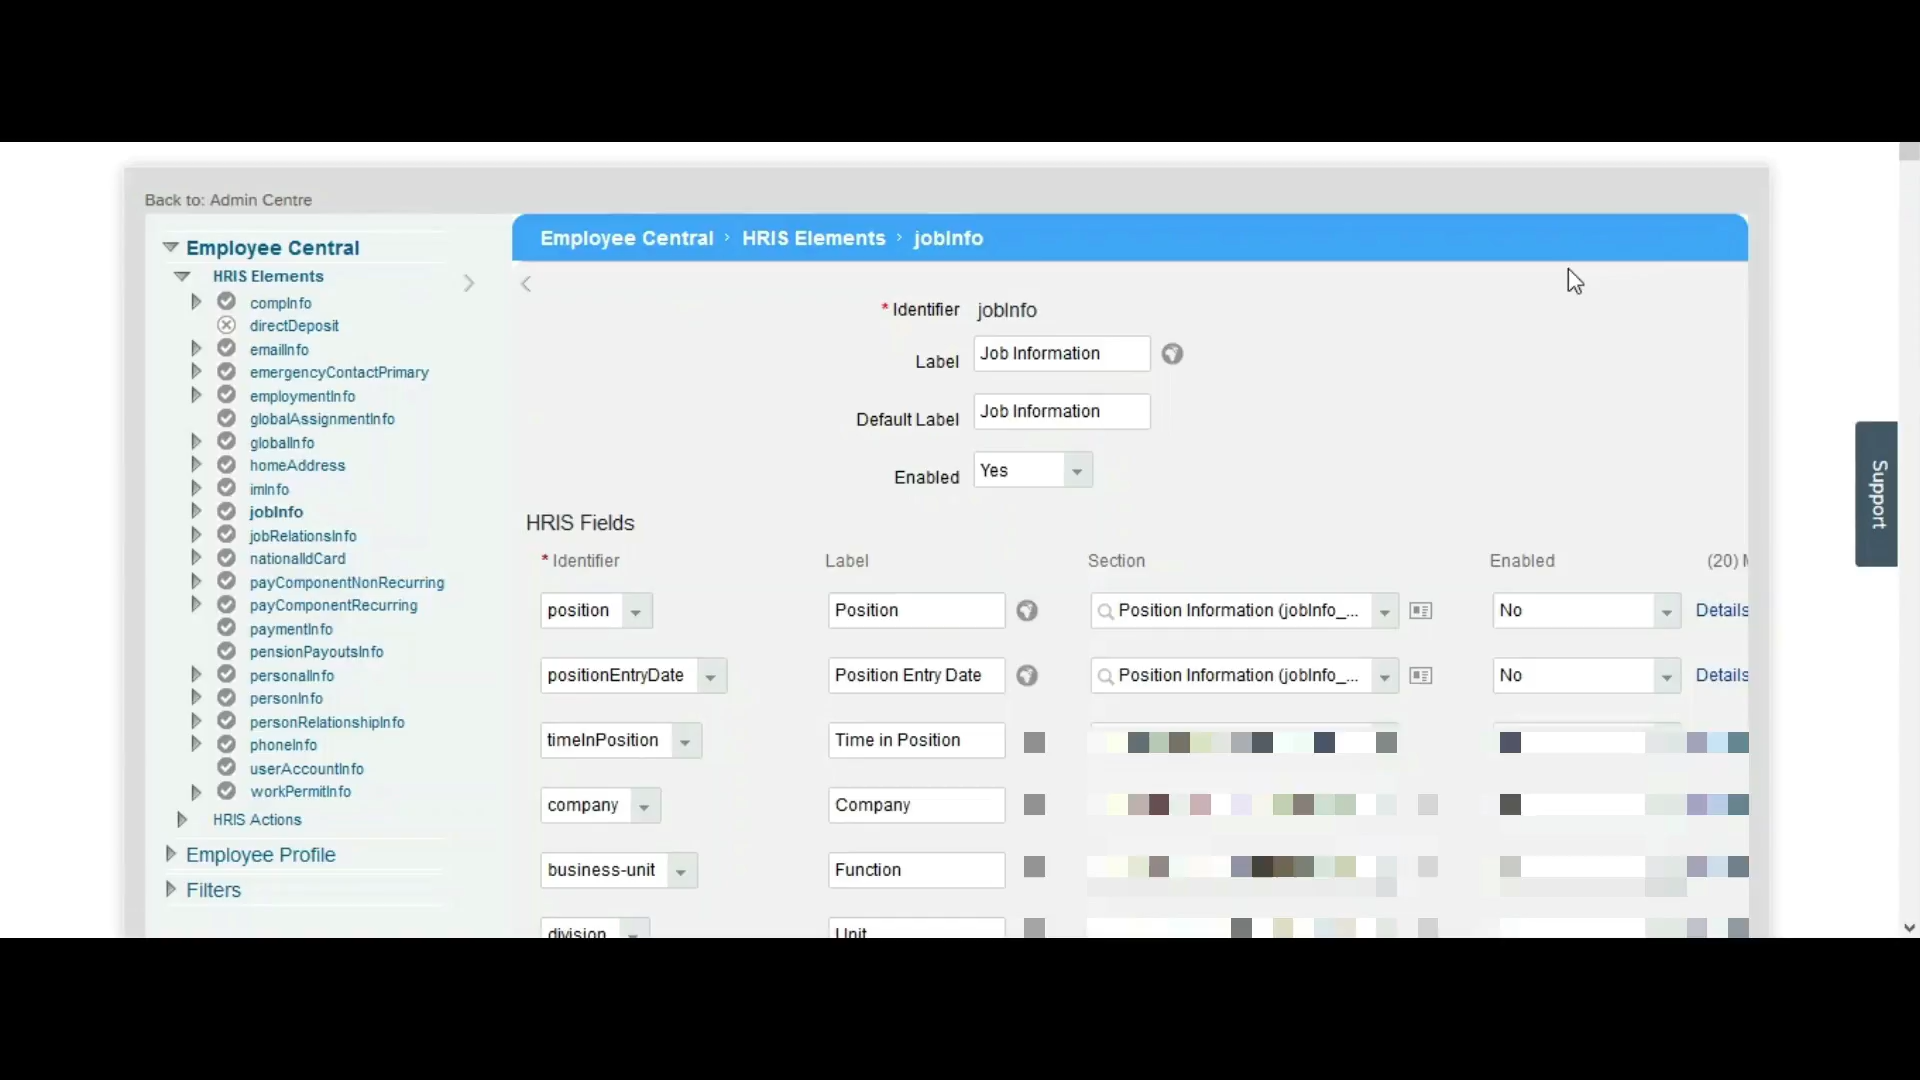 Back to: Admin Centre
Employee Central
HRIS Elements
compInfo
directDeposit
emailInfo
emergencyContactPrimary
employmentInfo
globalAssignmentInfo
globalInfo
homeAddress
imInfo
jobInfo
jobRelationsInfo
nationalIdCard
payComponentNonRecurring
payComponentRecurring
paymentInfo
pensionPayoutsInfo
personalInfo
personInfo
personRelationshipInfo
phoneInfo
userAccountInfo
workPermitInfo
HRIS Actions
Employee Profile
Filters
Employee Central › HRIS Elements › jobInfo
* Identifier jobInfo
Label Job Information
Default Label Job Information
Enabled Yes
HRIS Fields
* Identifier Label Section Enabled (20)
position Position Position Information (jobInfo_... No Details
positionEntryDate Position Entry Date Position Information (jobInfo_... No Details
timeInPosition Time in Position
company Company
business-unit Function
division Unit
Support